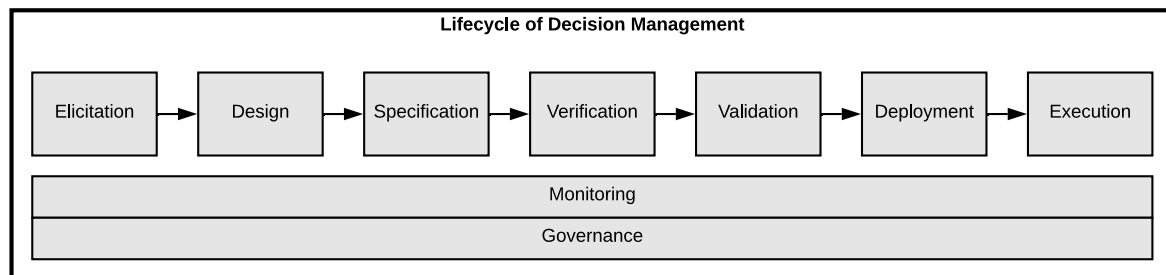 Lifecycle of Decision Management
Elicitation
Design
Specification
Verification
Validation
Deployment
Execution
Monitoring
Governance